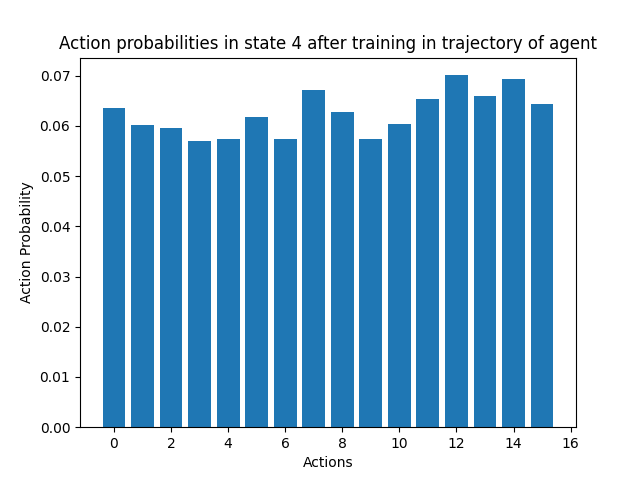 Action probabilities in state 4 after training in trajectory of agent
0.07
0.06
0.05
0.04
0.03
0.02
0.01
0.00
Action Probability
0 2 4 6 8 10 12 14 16
Actions